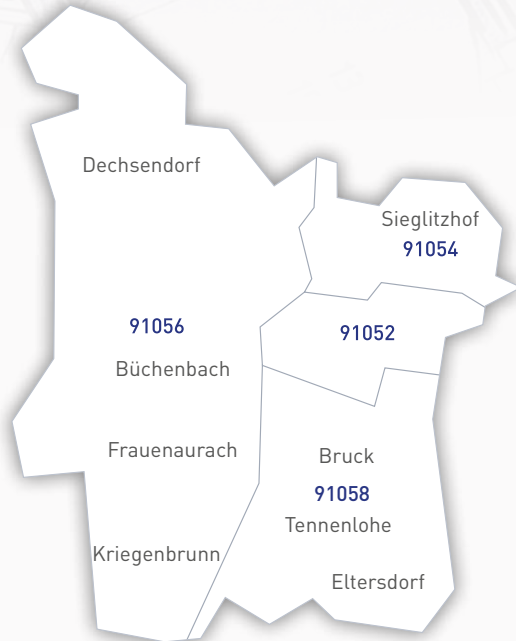 Dechsendorf
Sieglitzhof
91054
91056
91052
Büchenbach
Frauenaurach
Bruck
91058
Tennenlohe
Kriegenbrunn
Eltersdorf